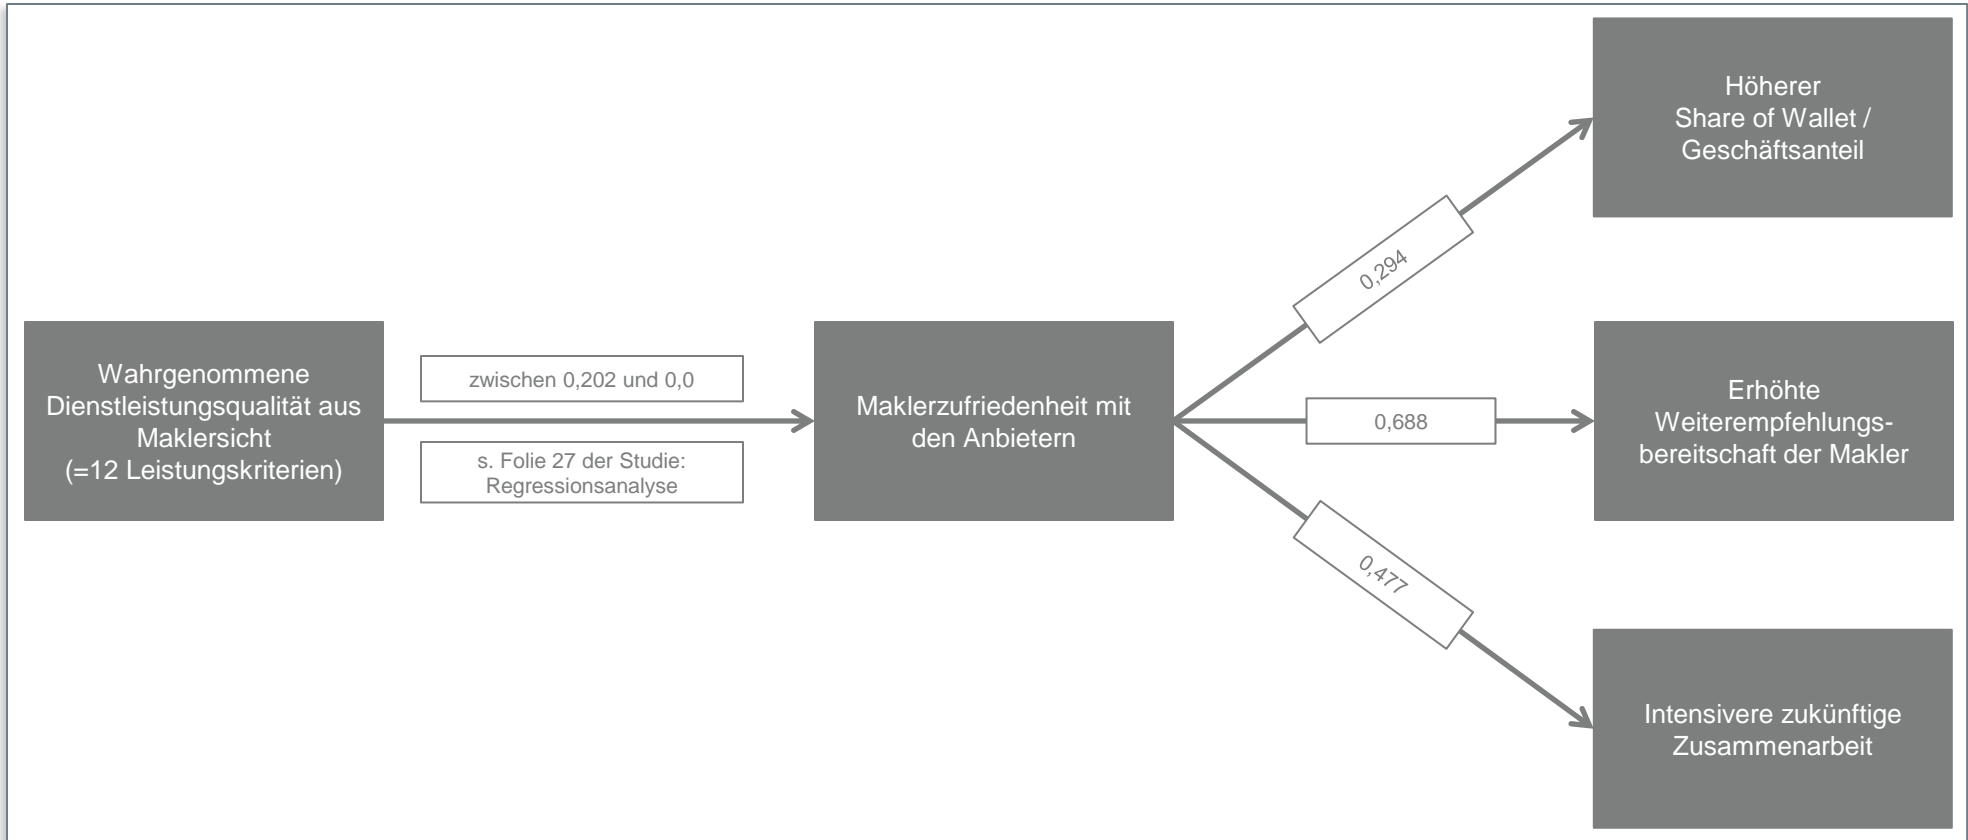 Wahrgenommene
Dienstleistungsqualität aus
Maklersicht
(=12 Leistungskriterien)
zwischen 0,202 und 0,0
s. Folie 27 der Studie:
Regressionsanalyse
Maklerzufriedenheit mit
den Anbietern
0,294
0,688
0,477
Höherer
Share of Wallet /
Geschäftsanteil
Erhöhte
Weiterempfehlungs-
bereitschaft der Makler
Intensivere zukünftige
Zusammenarbeit